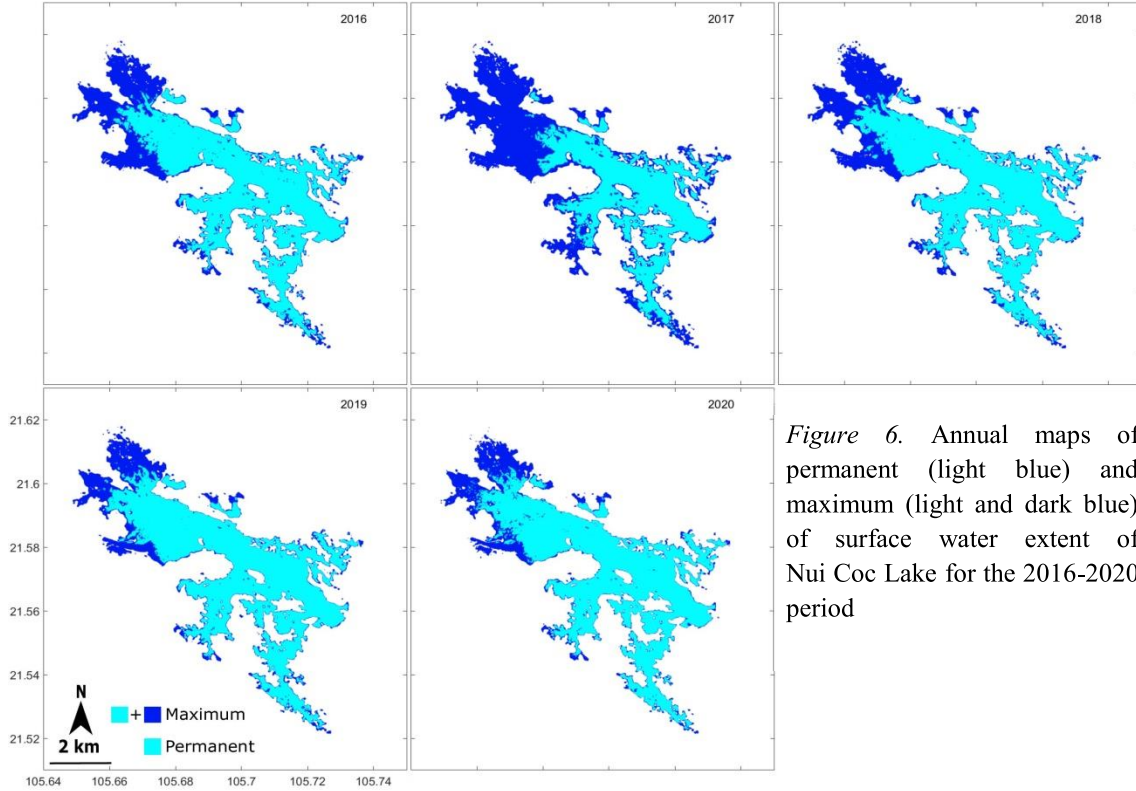 2016
2017
2018
2019
2020
21.62
21.6
21.58
21.56
21.54
21.52
N
2 km
+ Maximum
Permanent
105.64 105.66 105.68 105.7 105.72 105.74
Figure 6. Annual maps of
permanent (light blue) and
maximum (light and dark blue)
of surface water extent of
Nui Coc Lake for the 2016-2020
period